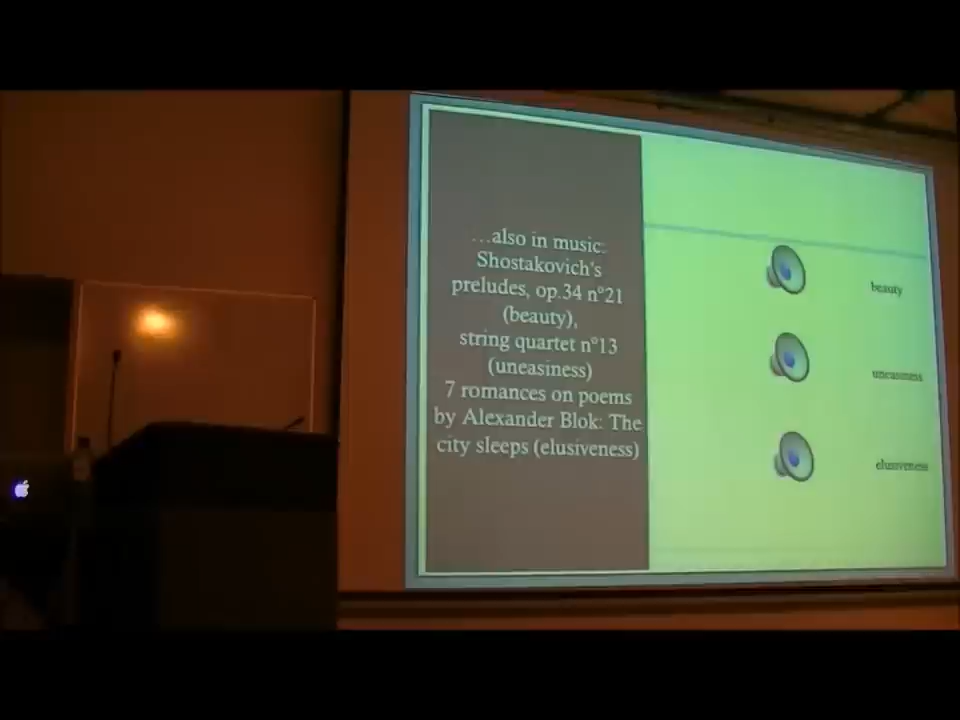 …also in music:
Shostakovich's
preludes, op.34 n°21
(beauty),
string quartet n°13
(uneasiness)
7 romances on poems
by Alexander Blok: The
city sleeps (elusiveness)
beauty
uneasiness
elusiveness